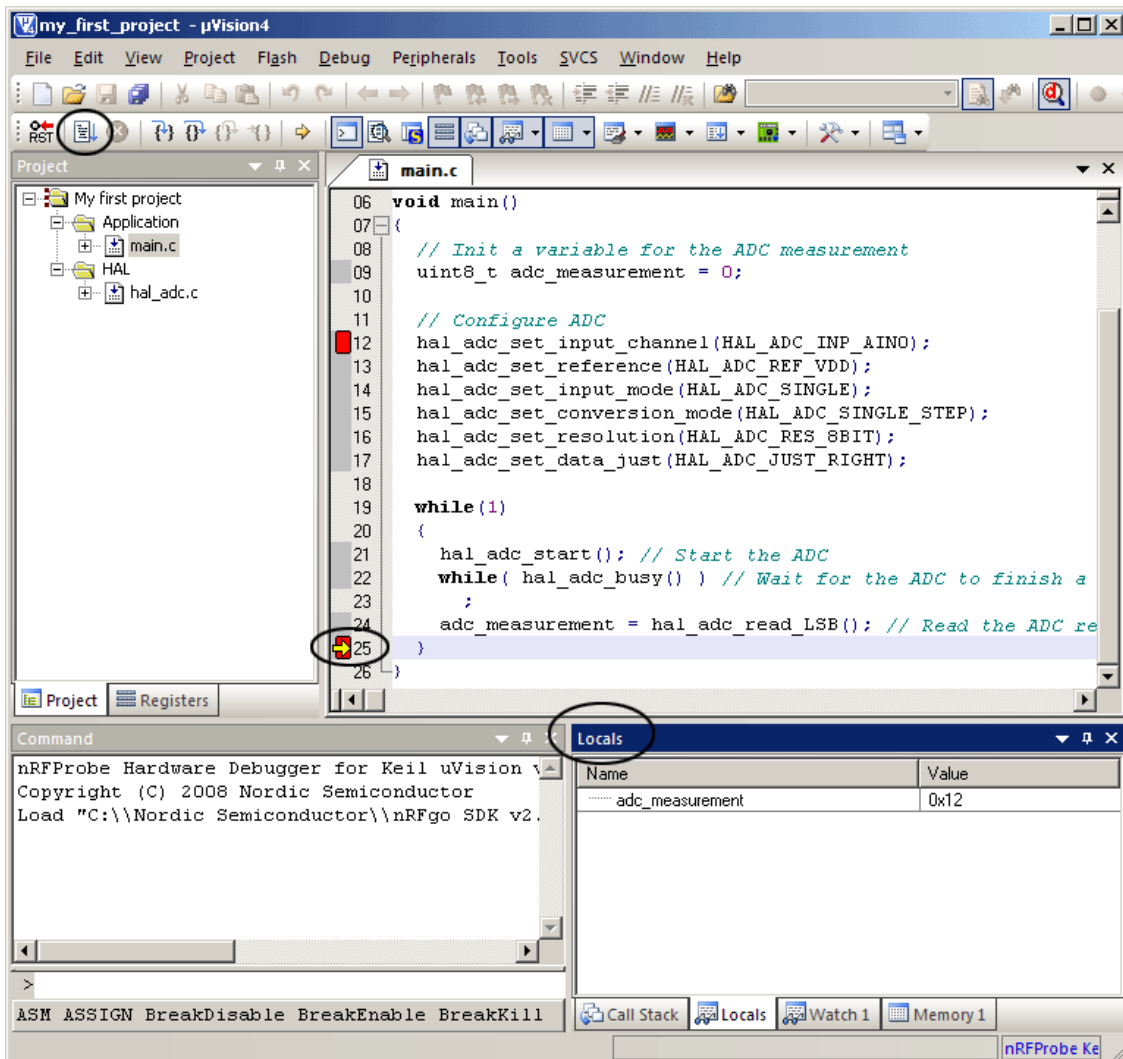 my_first_project - µVision4
File Edit View Project Flash Debug Peripherals Tools SVCS Window Help
RST
Project
My first project
Application
main.c
HAL
hal_adc.c
Project Registers
main.c
06 void main()
07 {
08 // Init a variable for the ADC measurement
09 uint8_t adc_measurement = 0;
10
11 // Configure ADC
12 hal_adc_set_input_channel(HAL_ADC_INP_AIN0);
13 hal_adc_set_reference(HAL_ADC_REF_VDD);
14 hal_adc_set_input_mode(HAL_ADC_SINGLE);
15 hal_adc_set_conversion_mode(HAL_ADC_SINGLE_STEP);
16 hal_adc_set_resolution(HAL_ADC_RES_8BIT);
17 hal_adc_set_data_just(HAL_ADC_JUST_RIGHT);
18
19 while(1)
20 {
21 hal_adc_start(); // Start the ADC
22 while( hal_adc_busy() ) // Wait for the ADC to finish a
23 ;
24 adc_measurement = hal_adc_read_LSB(); // Read the ADC re
25 }
26 }
Command
nRFProbe Hardware Debugger for Keil uVision v
Copyright (C) 2008 Nordic Semiconductor
Load "C:\\Nordic Semiconductor\\nRFgo SDK v2.
>
ASM ASSIGN BreakDisable BreakEnable BreakKill
Locals
Name Value
adc_measurement 0x12
Call Stack Locals Watch 1 Memory 1
nRFProbe Ke